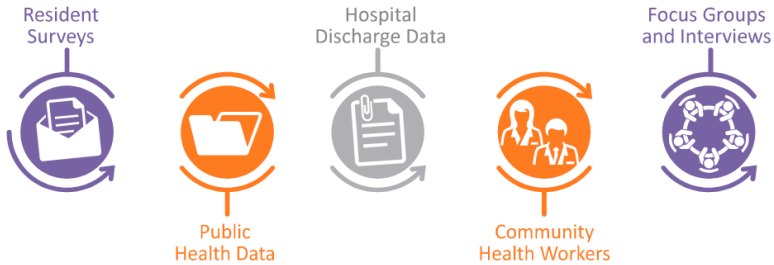 Resident
Surveys
Hospital
Discharge Data
Focus Groups
and Interviews
Public
Health Data
Community
Health Workers